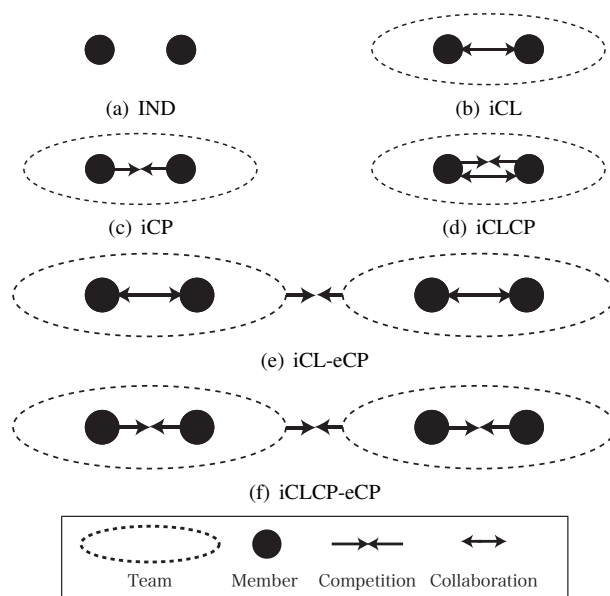 (a) IND
(b) iCL
(c) iCP
(d) iCLCP
(e) iCL-eCP
(f) iCLCP-eCP
Team Member Competition Collaboration